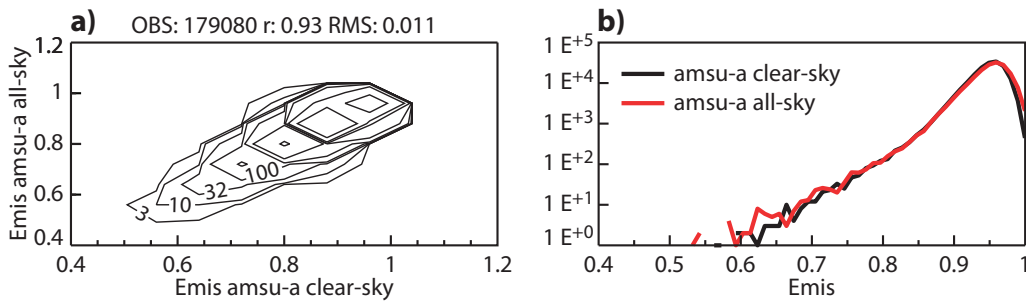 a) OBS: 179080 r: 0.93 RMS: 0.011
Emis amsu-a all-sky
1.2
1
0.8
0.6
0.4
3
10
32
100
0.4 0.6 0.8 1 1.2
Emis amsu-a clear-sky
b)
1 E+5
1 E+4
1 E+3
1 E+2
1 E+1
1 E+0
amsu-a clear-sky
amsu-a all-sky
0.4 0.5 0.6 0.7 0.8 0.9 1
Emis